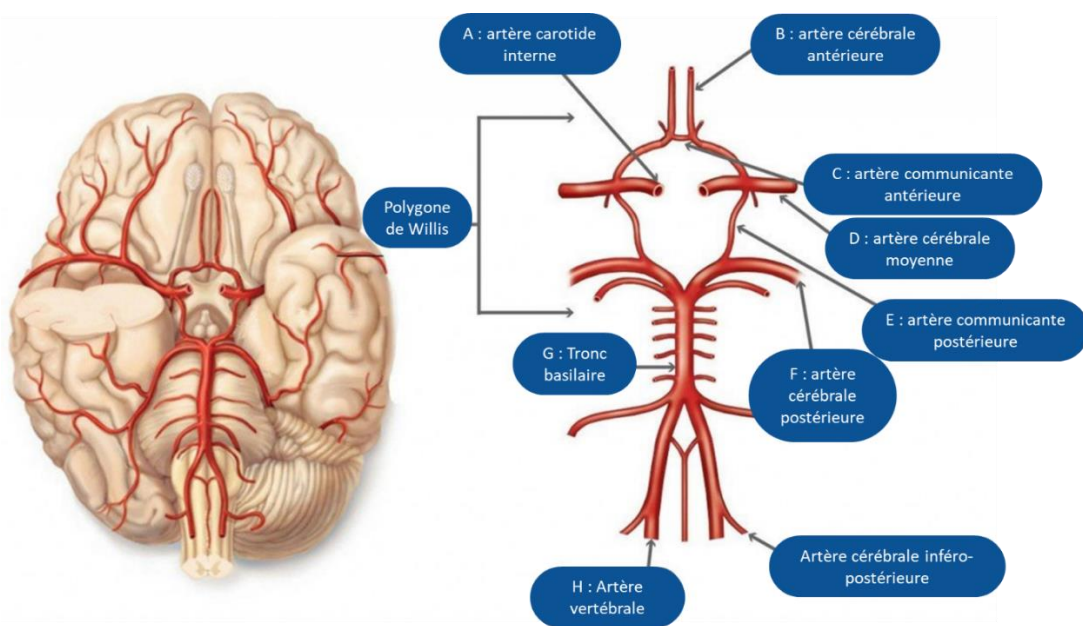 A : artère carotide
interne
B : artère cérébrale
antérieure
C : artère communicante
antérieure
Polygone
de Willis
D : artère cérébrale
moyenne
E : artère communicante
postérieure
G : Tronc
basilaire
F : artère
cérébrale
postérieure
H : Artère
vertébrale
Artère cérébrale inféro-
postérieure